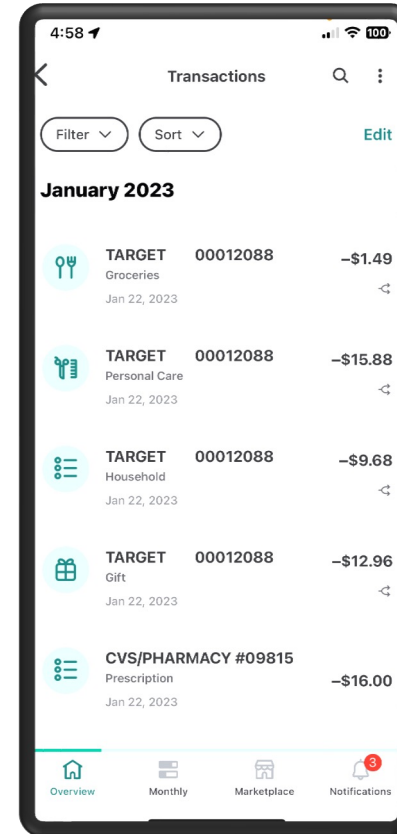 4:58 100
Transactions
Filter Sort Edit
January 2023
TARGET 00012088 –$1.49
Groceries
Jan 22, 2023
TARGET 00012088 –$15.88
Personal Care
Jan 22, 2023
TARGET 00012088 –$9.68
Household
Jan 22, 2023
TARGET 00012088 –$12.96
Gift
Jan 22, 2023
CVS/PHARMACY #09815
Prescription –$16.00
Jan 22, 2023
3
Overview Monthly Marketplace Notifications